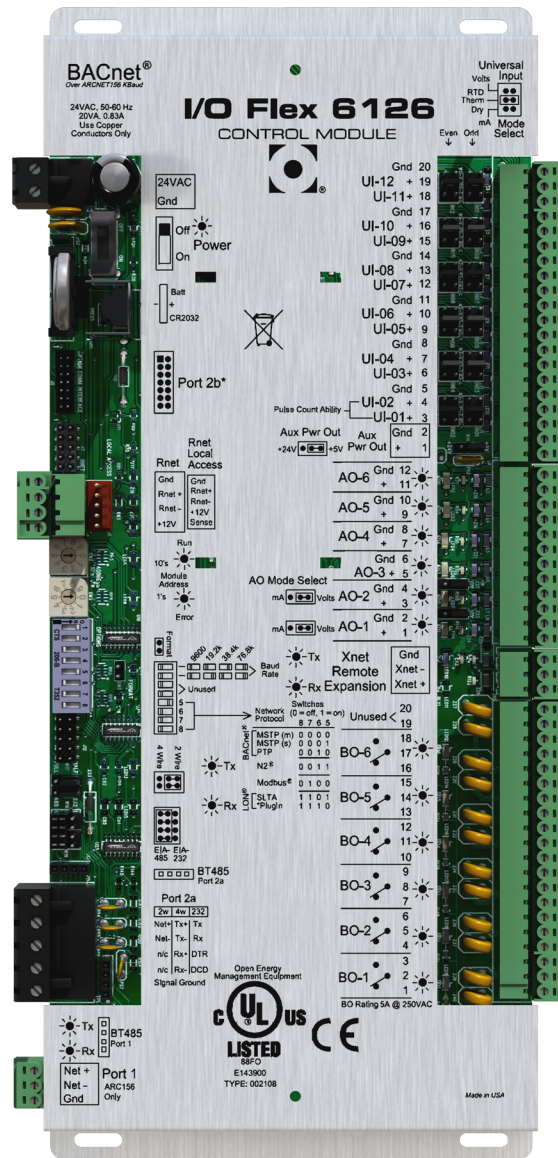 BACnet®
Over ARCNET156 KBaud
24VAC, 50-60 Hz
20VA, 0.83A
Use Copper
Conductors Only
I/O Flex 6126
CONTROL MODULE
Universal
Input
Mode
Select
Volts
RTD
Therm
Dry
mA
Even Odd
24VAC
Gnd
Off
On
Power
Batt
- +
CR2032
Port 2b*
Gnd 20
UI-12 + 19
UI-11 + 18
Gnd 17
UI-10 + 16
UI-09 + 15
Gnd 14
UI-08 + 13
UI-07 + 12
Gnd 11
UI-06 + 10
UI-05 + 9
Gnd 8
UI-04 + 7
UI-03 + 6
Gnd 5
UI-02 + 4
UI-01 + 3
Pulse Count Ability
Aux Pwr Out
+24V +5V
Aux
Pwr Out
Gnd 2
+ 1
Rnet
Gnd
Rnet +
Rnet -
+12V
Rnet
Local
Access
Gnd
Rnet+
Rnet-
+12V
Sense
AO-6 Gnd 12
+ 11
AO-5 Gnd 10
+ 9
AO-4 Gnd 8
+ 7
AO-3 Gnd 6
+ 5
AO-2 Gnd 4
+ 3
AO-1 Gnd 2
+ 1
AO Mode Select
mA Volts
mA Volts
Run
10's
Module
Address
1's
Error
Format
9600 19.2k 38.4k 76.8k
Baud
Rate
Unused
5
6
7
8
Network
Protocol
Tx
Rx
Xnet
Remote
Expansion
Gnd
Xnet -
Xnet +
Switches
(0 = off, 1 = on)
8 7 6 5
BACnet®
MSTP (m) 0 0 0 0
MSTP (s) 0 0 0 1
PTP 0 0 1 0
N2® 0 0 1 1
Modbus® 0 1 0 0
LON®
SLTA 1 1 0 1
*PlugIn 1 1 1 0
4 Wire
2 Wire
Tx
Rx
EIA-
485
EIA-
232
BT485
Port 2a
Unused 20
19
BO-6 18
17
16
BO-5 15
14
13
BO-4 12
11
10
BO-3 9
8
7
BO-2 6
5
4
BO-1 3
2
1
BO Rating 5A @ 250VAC
Port 2a
2w 4w 232
Net+ Tx+ Tx
Net- Tx- Rx
n/c Rx+ DTR
n/c Rx- DCD
Signal Ground
Open Energy
Management Equipment
C UL US
®
LISTED
88FO
E143900
TYPE: 002108
CE
Tx
Rx
BT485
Port 1
Net +
Net -
Gnd
Port 1
ARC156
Only
Made in USA